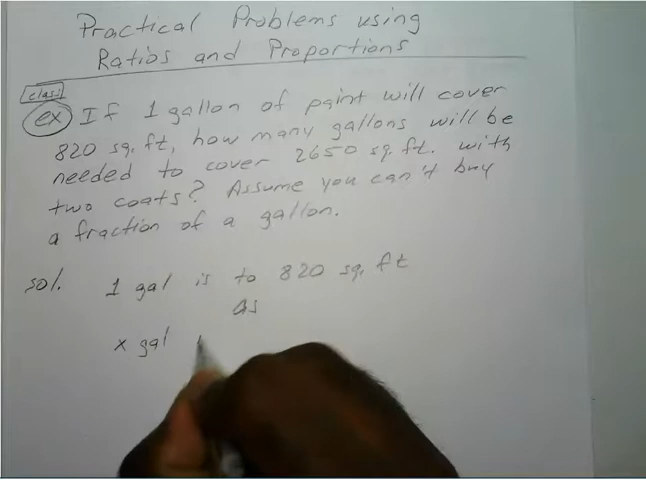 Practical Problems using
Ratios and Proportions
class
ex If 1 gallon of paint will cover
820 sq. ft, how many gallons will be
needed to cover 2650 sq. ft. with
two coats? Assume you can't buy
a fraction of a gallon.
sol. 1 gal is to 820 sq. ft
as
x gal